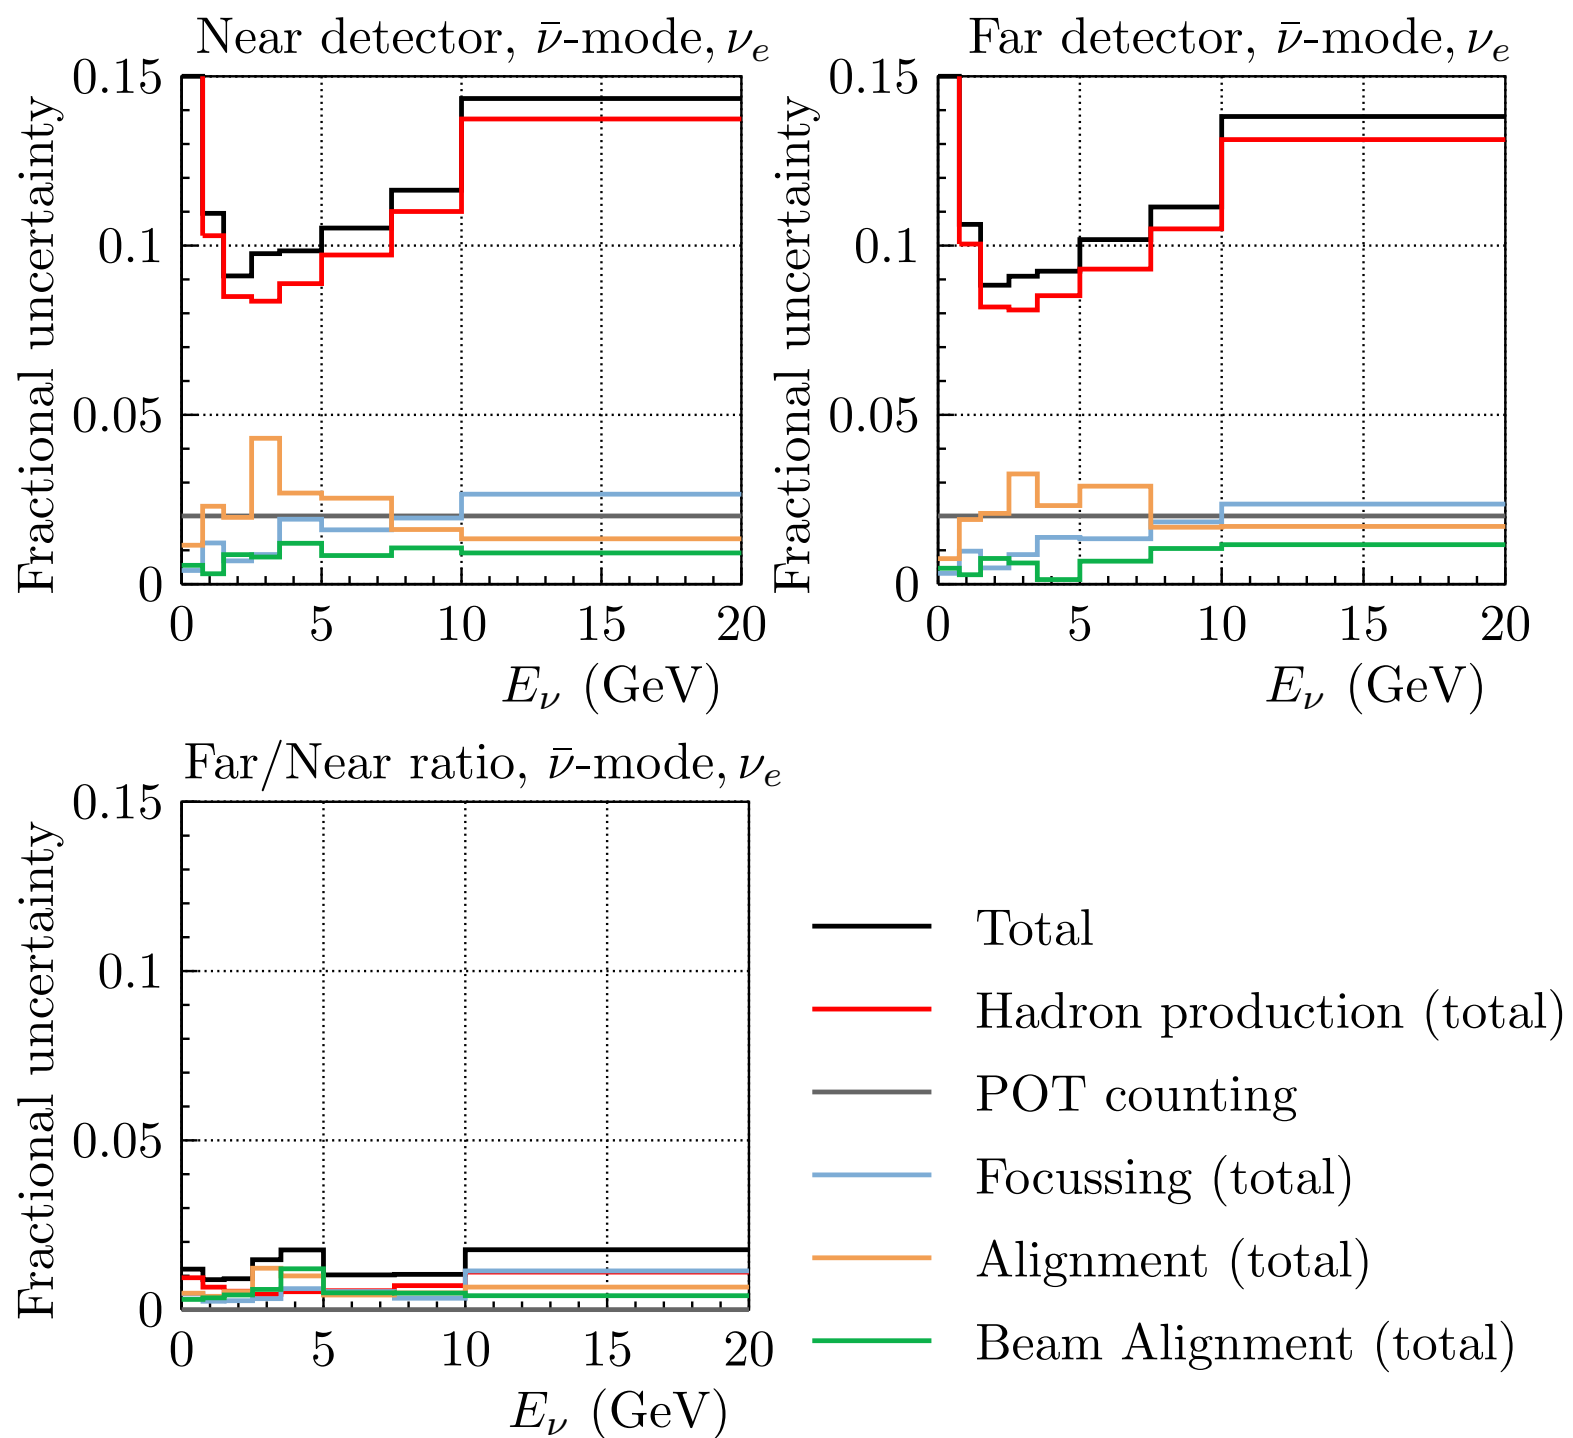 Near detector, ν̄-mode, νₑ
Fractional uncertainty
0.15
0.1
0.05
0
0 5 10 15 20
Eᵥ (GeV)
Far detector, ν̄-mode, νₑ
Fractional uncertainty
0.15
0.1
0.05
0
0 5 10 15 20
Eᵥ (GeV)
Far/Near ratio, ν̄-mode, νₑ
Fractional uncertainty
0.15
0.1
0.05
0
0 5 10 15 20
Eᵥ (GeV)
Total
Hadron production (total)
POT counting
Focussing (total)
Alignment (total)
Beam Alignment (total)